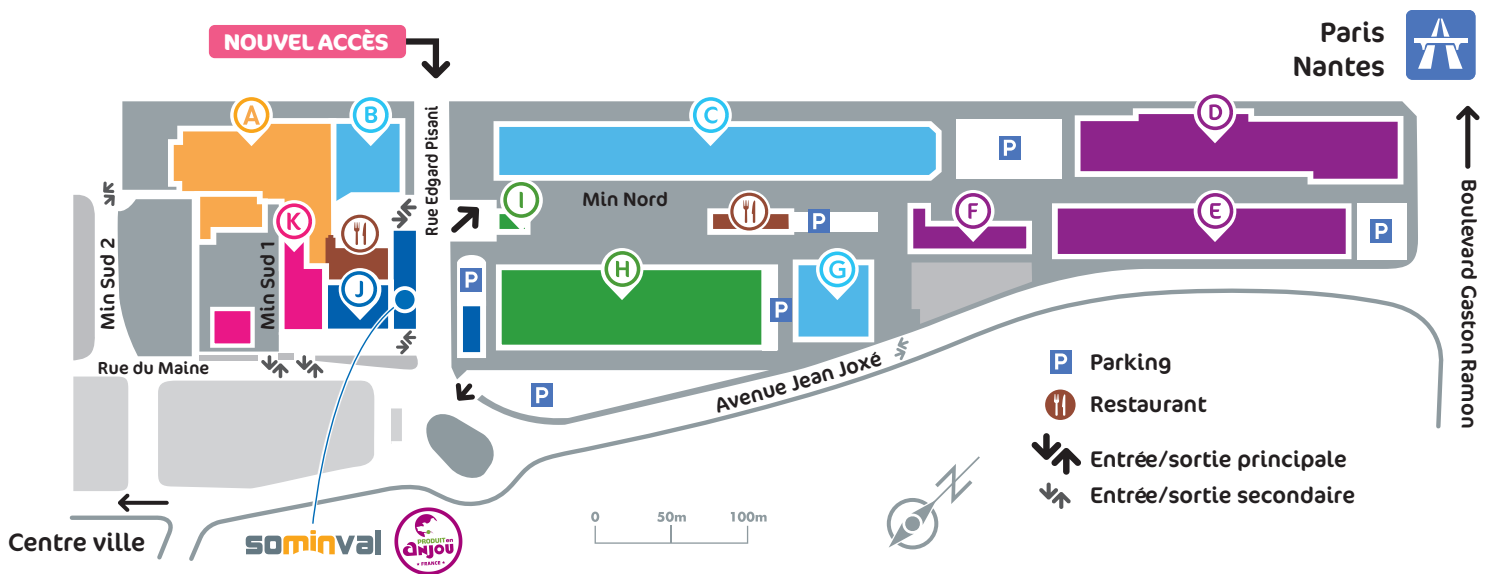 NOUVEL ACCÈS
Paris
Nantes
A
B
C
D
P
Rue Edgard Pisani
I
Min Nord
P
F
E
P
K
Min Sud 2
Min Sud 1
J
P
H
P
G
Boulevard Gaston Ramon
Rue du Maine
P
Avenue Jean Joxé
P Parking
Restaurant
Entrée/sortie principale
Entrée/sortie secondaire
Centre ville
sominval
PRODUIT en
anjou
FRANCE
0 50m 100m
N